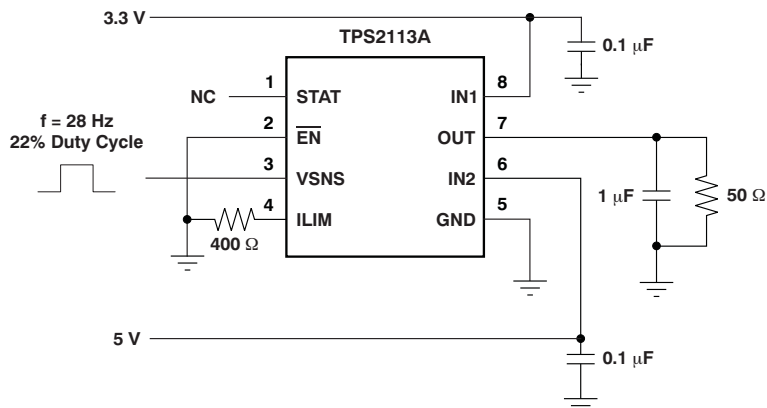 3.3 V
TPS2113A
0.1 μF
NC
1
STAT
IN1
8
f = 28 Hz
22% Duty Cycle
2
E̅N̅
OUT
7
3
VSNS
IN2
6
1 μF
50 Ω
4
ILIM
GND
5
400 Ω
5 V
0.1 μF